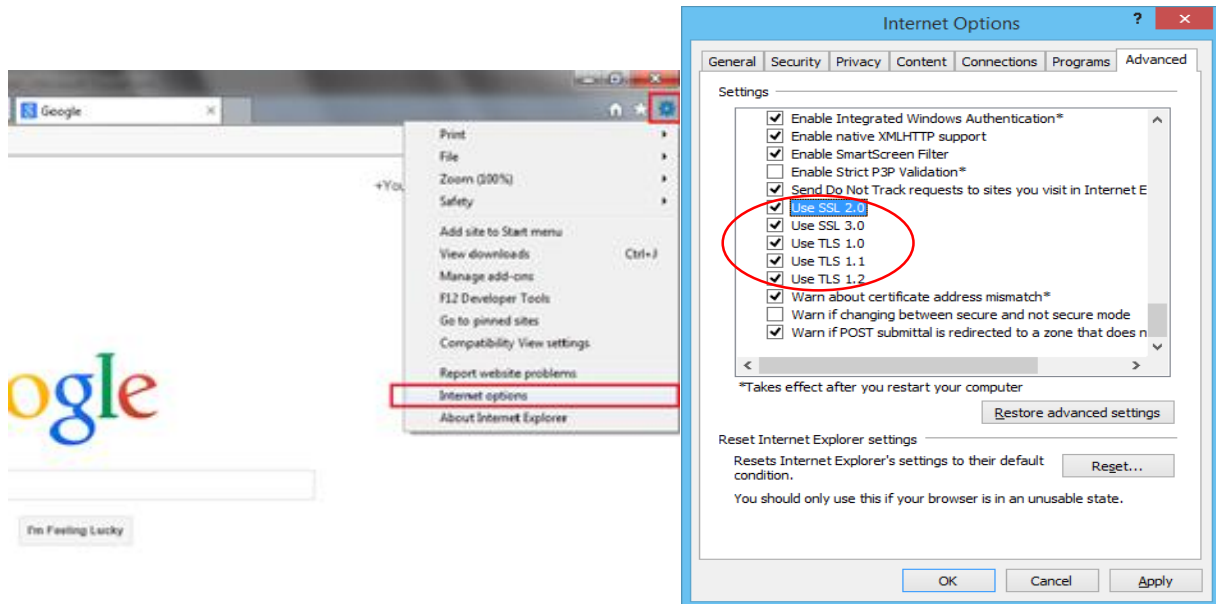 Google
Print
File
Zoom (100%)
+You
Safety
Add site to Start menu
View downloads Ctrl+J
Manage add-ons
F12 Developer Tools
Go to pinned sites
Compatibility View settings
Report website problems
Internet options
About Internet Explorer
ogle
I'm Feeling Lucky
Internet Options
General Security Privacy Content Connections Programs Advanced
Settings
Enable Integrated Windows Authentication*
Enable native XMLHTTP support
Enable SmartScreen Filter
Enable Strict P3P Validation*
Send Do Not Track requests to sites you visit in Internet E
Use SSL 2.0
Use SSL 3.0
Use TLS 1.0
Use TLS 1.1
Use TLS 1.2
Warn about certificate address mismatch*
Warn if changing between secure and not secure mode
Warn if POST submittal is redirected to a zone that does n
*Takes effect after you restart your computer
Restore advanced settings
Reset Internet Explorer settings
Resets Internet Explorer's settings to their default
condition.
Reset...
You should only use this if your browser is in an unusable state.
OK Cancel Apply